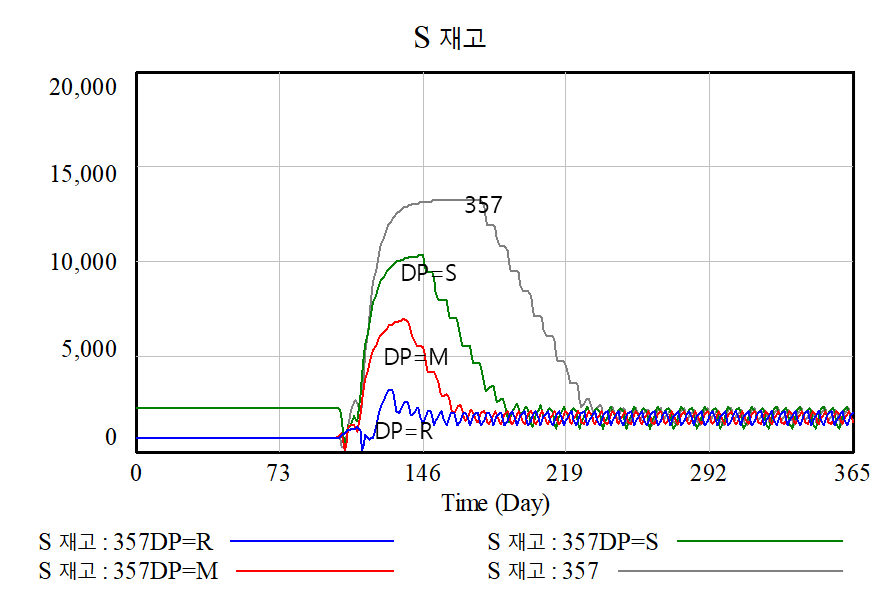 S 재고
20,000
15,000
10,000
5,000
0
357
DP=S
DP=M
DP=R
0 73 146 219 292 365
Time (Day)
S 재고 : 357DP=R S 재고 : 357DP=S
S 재고 : 357DP=M S 재고 : 357